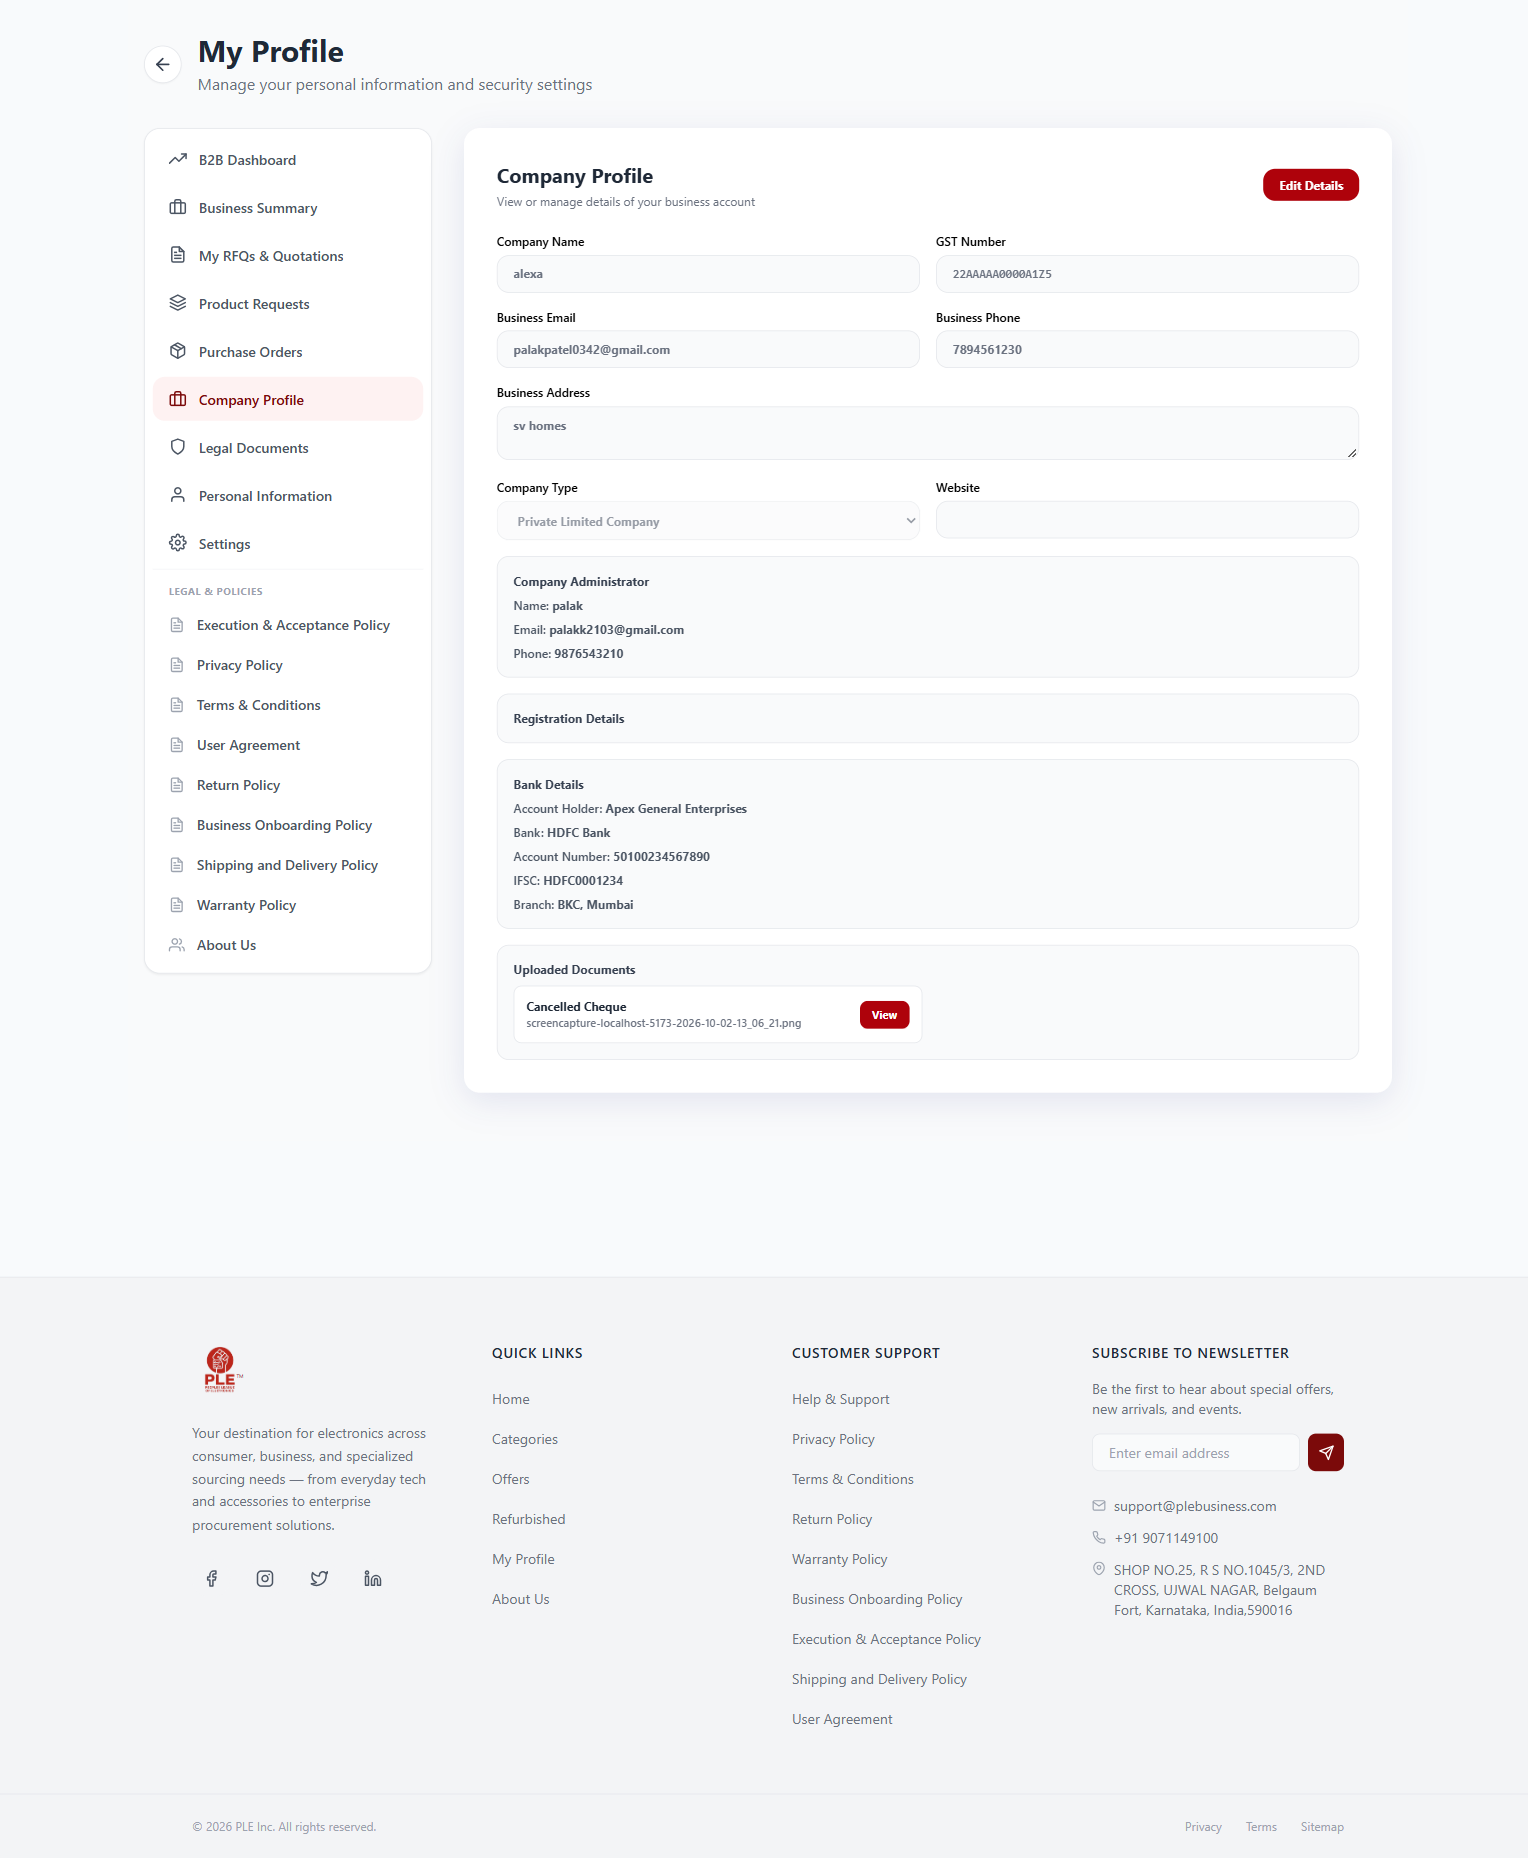 My Profile
Manage your personal information and security settings
B2B Dashboard
Business Summary
My RFQs & Quotations
Product Requests
Purchase Orders
Company Profile
Legal Documents
Personal Information
Settings
LEGAL & POLICIES
Execution & Acceptance Policy
Privacy Policy
Terms & Conditions
User Agreement
Return Policy
Business Onboarding Policy
Shipping and Delivery Policy
Warranty Policy
About Us
Company Profile
View or manage details of your business account
Edit Details
Company Name
alexa
GST Number
22AAAAA0000A1Z5
Business Email
palakpatel0342@gmail.com
Business Phone
7894561230
Business Address
sv homes
Company Type
Private Limited Company
Website
Company Administrator
Name: palak
Email: palakk2103@gmail.com
Phone: 9876543210
Registration Details
Bank Details
Account Holder: Apex General Enterprises
Bank: HDFC Bank
Account Number: 50100234567890
IFSC: HDFC0001234
Branch: BKC, Mumbai
Uploaded Documents
Cancelled Cheque
screencapture-localhost-5173-2026-10-02-13_06_21.png
View
PLE TM
Your destination for electronics across
consumer, business, and specialized
sourcing needs — from everyday tech
and accessories to enterprise
procurement solutions.
QUICK LINKS
Home
Categories
Offers
Refurbished
My Profile
About Us
CUSTOMER SUPPORT
Help & Support
Privacy Policy
Terms & Conditions
Return Policy
Warranty Policy
Business Onboarding Policy
Execution & Acceptance Policy
Shipping and Delivery Policy
User Agreement
SUBSCRIBE TO NEWSLETTER
Be the first to hear about special offers,
new arrivals, and events.
Enter email address
support@plebusiness.com
+91 9071149100
SHOP NO.25, R S NO.1045/3, 2ND
CROSS, UJWAL NAGAR, Belgaum
Fort, Karnataka, India,590016
© 2026 PLE Inc. All rights reserved.
Privacy
Terms
Sitemap